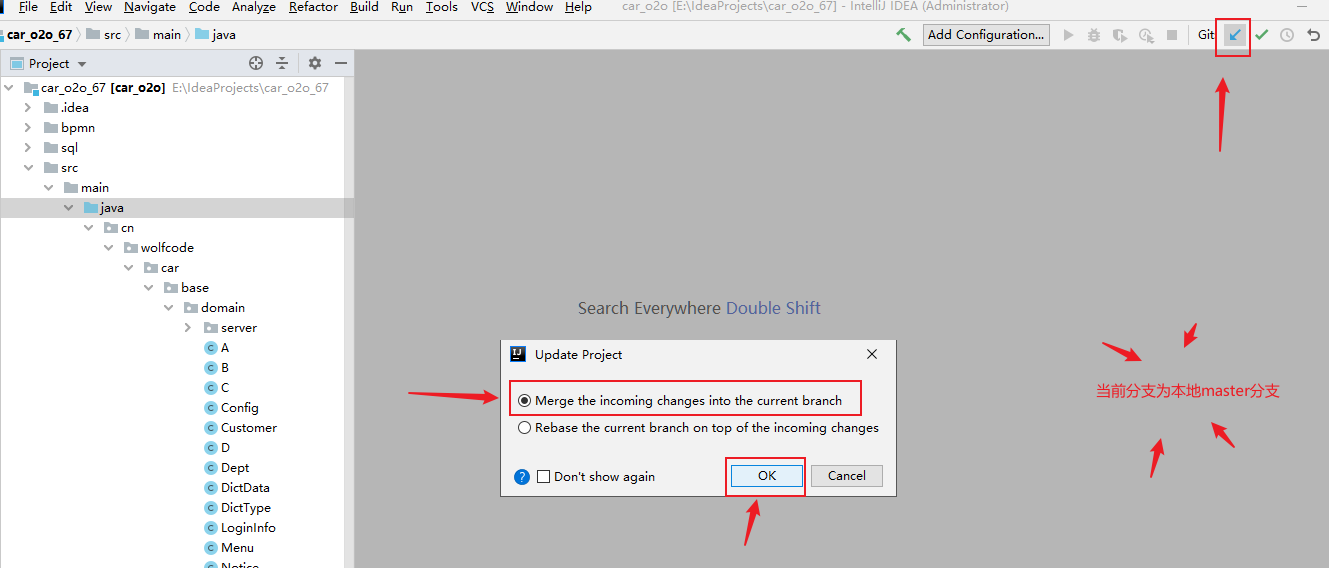 File Edit View Navigate Code Analyze Refactor Build Run Tools VCS Window Help car_o2o [E:\IdeaProjects\car_o2o_67] - IntelliJ IDEA (Administrator)
car_o2o_67 src main java Add Configuration... Git:
Project
car_o2o_67 [car_o2o] E:\IdeaProjects\car_o2o_67
.idea
bpmn
sql
src
main
java
cn
wolfcode
car
base
domain
server
C A
C B
C C
C Config
C Customer
C D
C Dept
C DictData
C DictType
C LoginInfo
C Menu
Notice
Search Everywhere Double Shift
IJ Update Project
Merge the incoming changes into the current branch
Rebase the current branch on top of the incoming changes
? Don't show again OK Cancel
当前分支为本地master分支